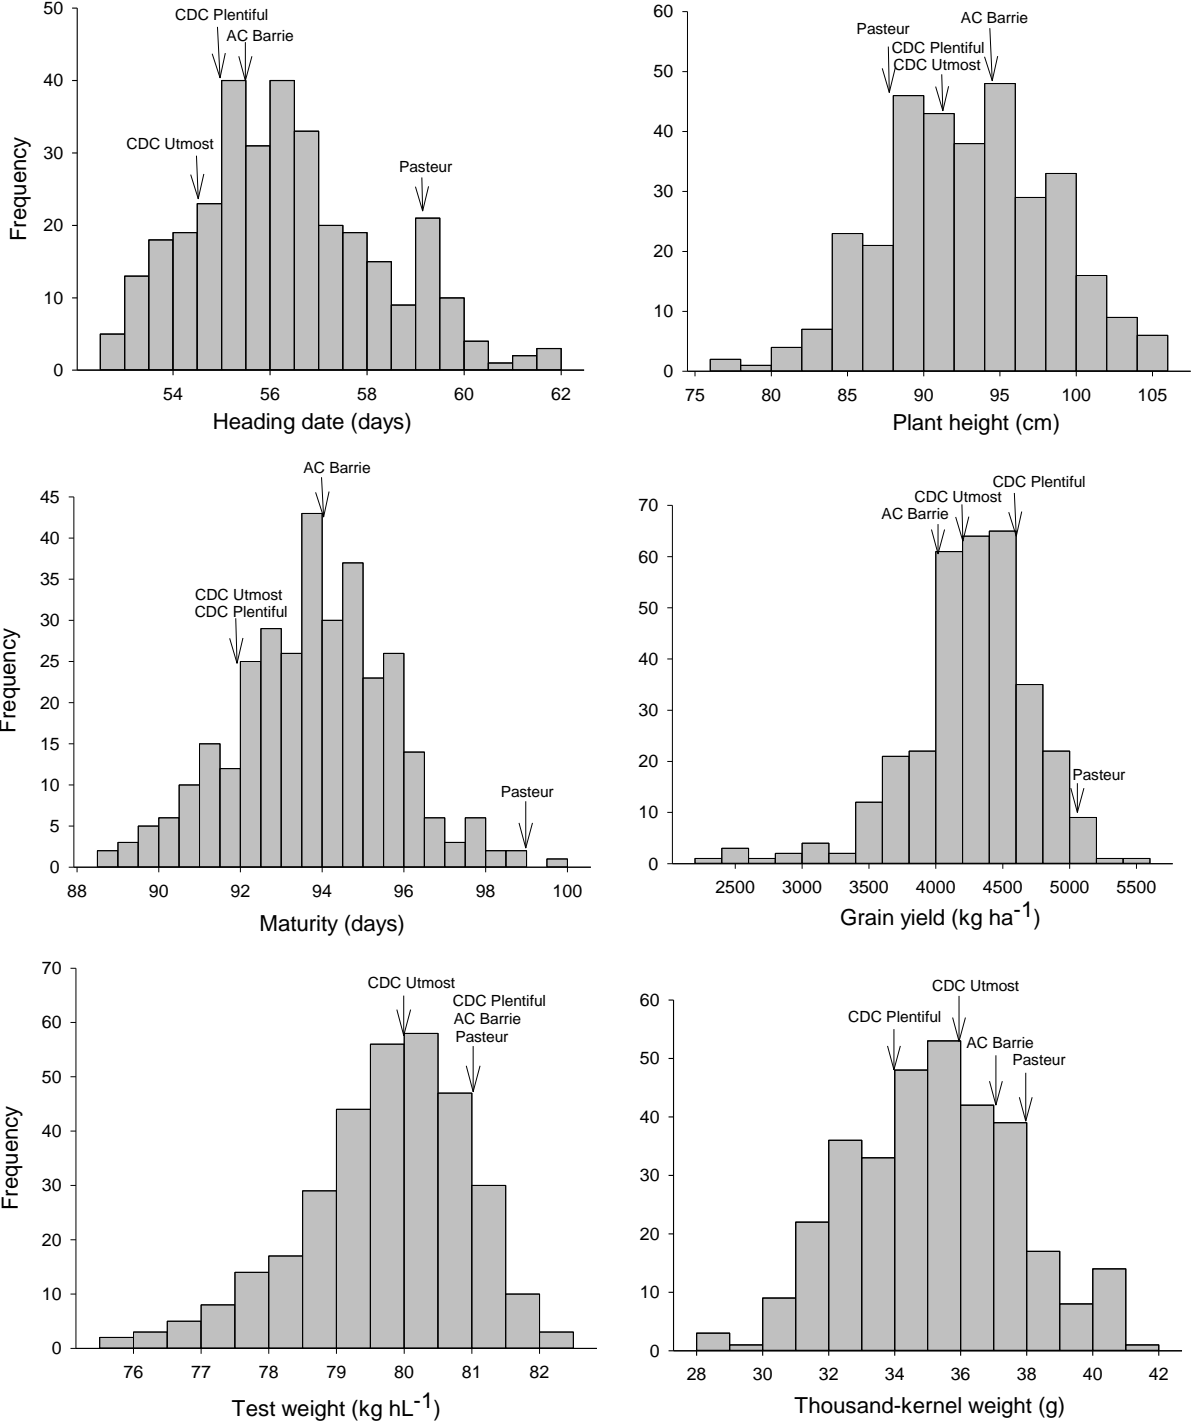 CDC Plentiful
AC Barrie
CDC Utmost
Pasteur
50
40
30
20
10
0
Frequency
54 56 58 60 62
Heading date (days)
AC Barrie
Pasteur
CDC Plentiful
CDC Utmost
60
50
40
30
20
10
0
75 80 85 90 95 100 105
Plant height (cm)
AC Barrie
CDC Utmost
CDC Plentiful
Pasteur
45
40
35
30
25
20
15
10
5
0
Frequency
88 90 92 94 96 98 100
Maturity (days)
CDC Plentiful
CDC Utmost
AC Barrie
Pasteur
70
60
50
40
30
20
10
0
2500 3000 3500 4000 4500 5000 5500
Grain yield (kg ha-1)
CDC Utmost
CDC Plentiful
AC Barrie
Pasteur
70
60
50
40
30
20
10
0
Frequency
76 77 78 79 80 81 82
Test weight (kg hL-1)
CDC Utmost
CDC Plentiful
AC Barrie
Pasteur
60
50
40
30
20
10
0
28 30 32 34 36 38 40 42
Thousand-kernel weight (g)